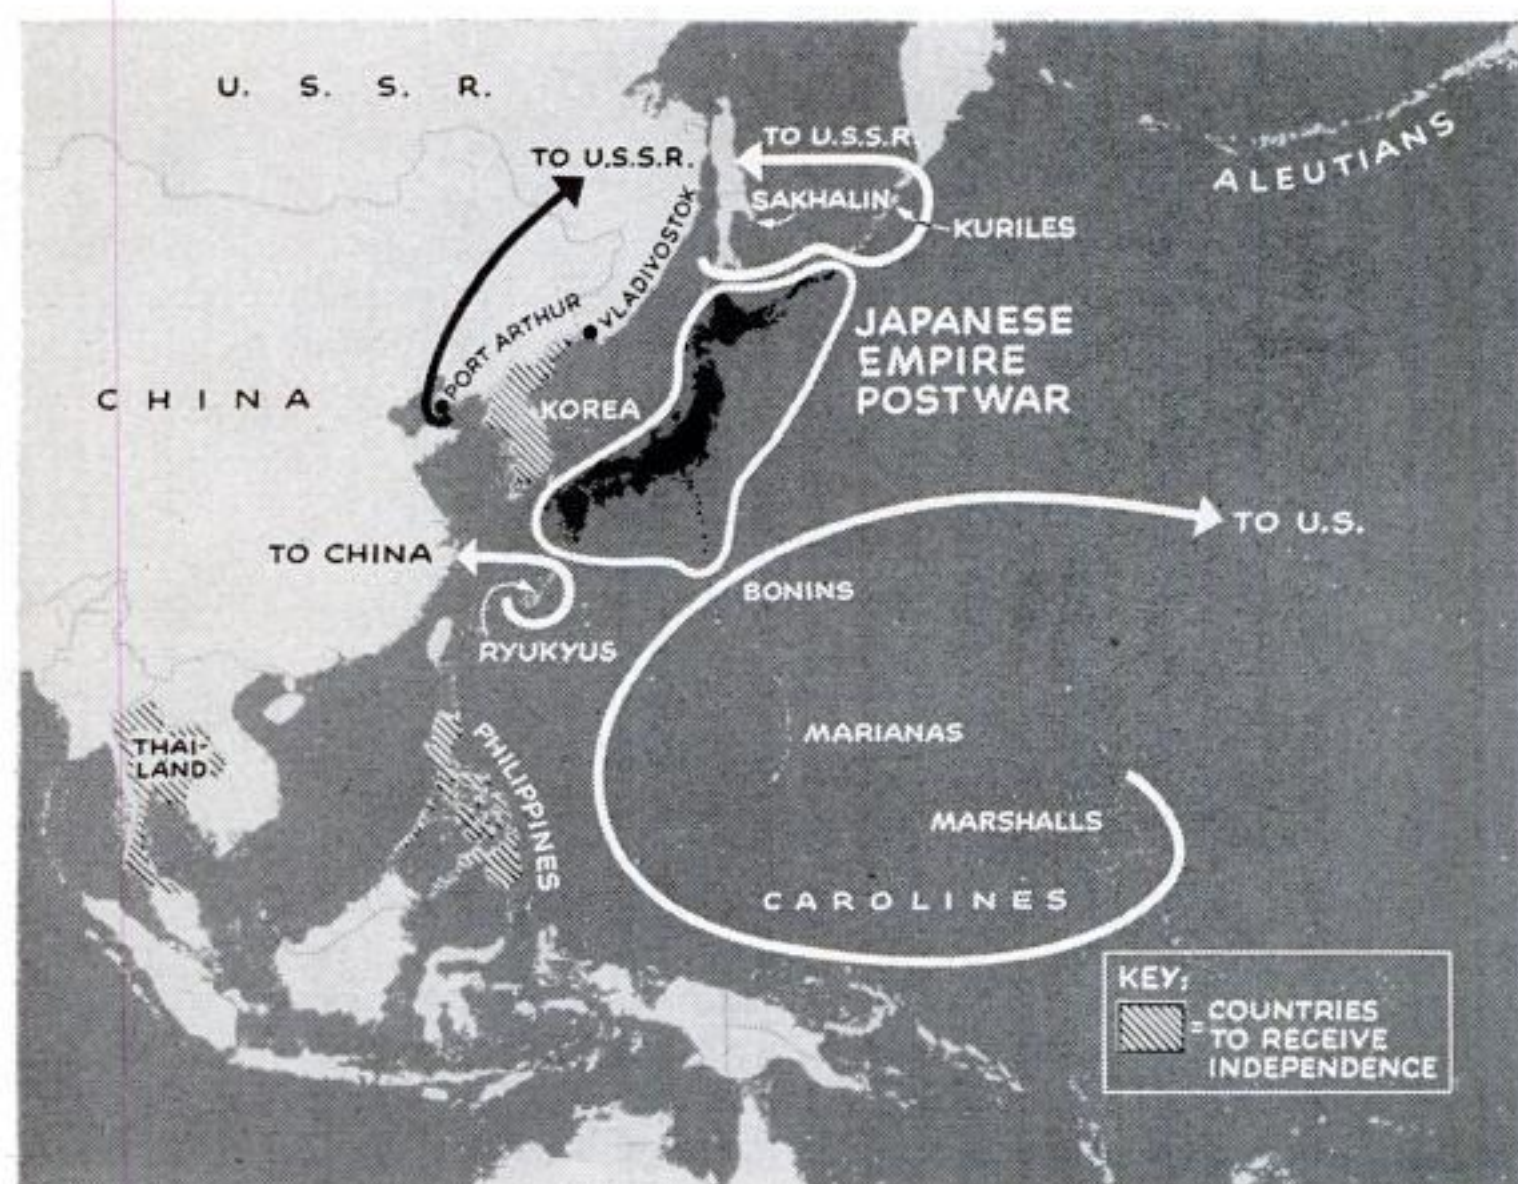 U. S. S. R.
TO U.S.S.R.
TO U.S.S.R.
SAKHALIN
KURILES
ALEUTIANS
VLADIVOSTOK
PORT ARTHUR
CHINA
KOREA
JAPANESE
EMPIRE
POSTWAR
TO CHINA
TO U.S.
RYUKYUS
BONINS
THAI-
LAND
PHILIPPINES
MARIANAS
MARSHALLS
CAROLINES
KEY:
= COUNTRIES
TO RECEIVE
INDEPENDENCE